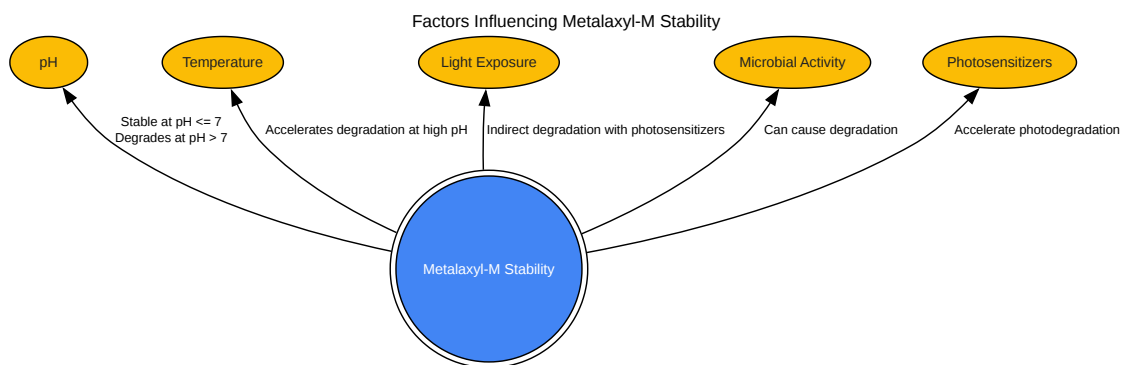 Factors Influencing Metalaxyl-M Stability
pH
Temperature
Light Exposure
Microbial Activity
Photosensitizers
Stable at pH <= 7
Degrades at pH > 7
Accelerates degradation at high pH
Indirect degradation with photosensitizers
Can cause degradation
Accelerate photodegradation
Metalaxyl-M Stability